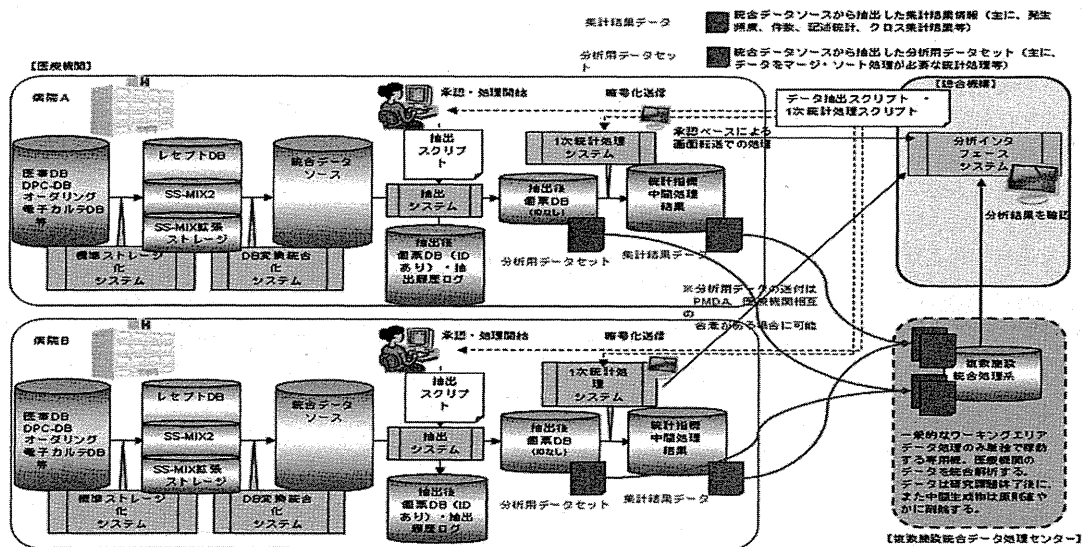 集計結果データ
統合データソースから抽出した集計結果情報（主に、発生
頻度、件数、記述統計、クロス集計結果等）
分析用データセッ
ト
統合データソースから抽出した分析用データセット（主に、
データをマージ・ソート処理が必要な統計処理等）
【医療機関】
病院A
H
承認・処理開始
暗号化送信
データ抽出スクリプト ・
1次統計処理スクリプト
【総合機構】
医事DB
DPC-DB
オーダリング
電子カルテDB
等
レセプトDB
SS-MIX2
SS-MIX拡張
ストレージ
統合データ
ソース
抽出
スクリプト
抽出
システム
1次統計処理
システム
承認ベースによる
画面転送での処理
分析インタ
フェース
システム
分析結果を確認
抽出後
個票DB
(IDなし)
統計指標
中間処理
結果
標準ストレージ
化システム
DB変換統合化
システム
抽出後
個票DB（ID
あり）・抽
出履歴ログ
分析用データセット
集計結果データ
※分析用データの送付は
PMDA、医療機関相互
の
合意がある場合に可能
病院B
H
承認・処理開始
暗号化送信
医事DB
DPC-DB
オーダリング
電子カルテDB
等
レセプトDB
SS-MIX2
SS-MIX拡張
ストレージ
統合データ
ソース
抽出
スクリプト
抽出
システム
1次統計処
理
システム
抽出後
個票DB
(IDなし)
統計指標
中間処理
結果
標準ストレージ
化
システム
DB変換統合
化
システム
抽出後
個票DB（ID
あり）・抽出
履歴ログ
分析用データセット
集計結果データ
複数施設
統合処理系
一般的なワーキングエリア
データ処理のみ単独で稼動
する専用機。医療機関の
データを統合解析する。
データは研究課題終了後に、
また中間生成物は原則速や
かに削除する。
【複数施設統合データ処理センター】